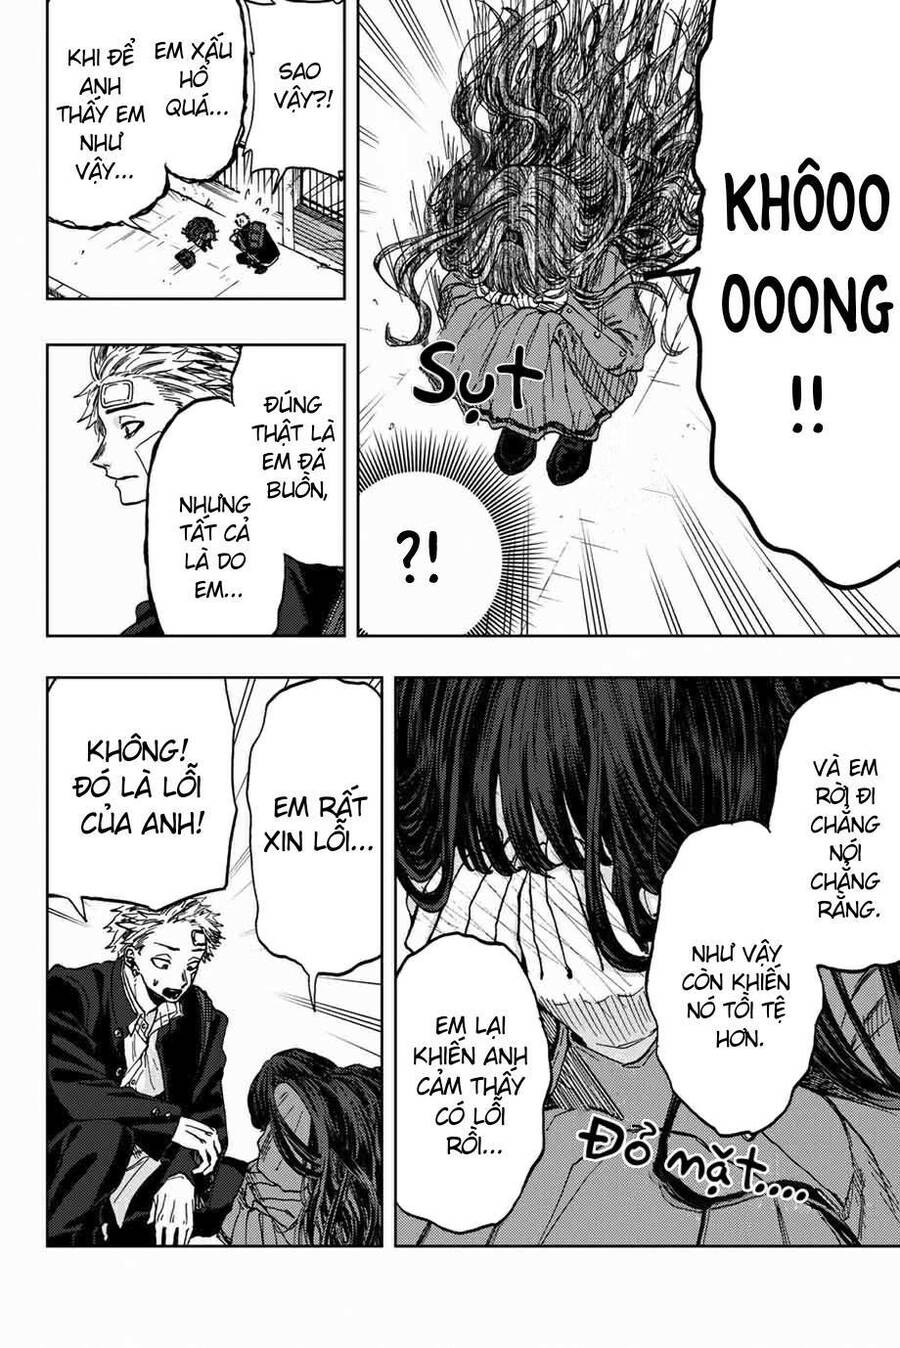 KHÔOO
OOONG
!!
SỤT
?!
SAO
VẬY?!
EM XẤU
HỔ
QUÁ...
KHI ĐỂ
ANH
THẤY EM
NHƯ
VẬY...
ĐÚNG
THẬT LÀ
EM ĐÃ
BUỒN,
NHƯNG
TẤT CẢ
LÀ DO
EM...
VÀ EM
RỜI ĐI
CHẲNG
NÓI
CHẲNG
RẰNG.
NHƯ VẬY
CÒN KHIẾN
NÓ TỒI TỆ
HƠN.
EM LẠI
KHIẾN ANH
CẢM THẤY
CÓ LỖI
RỒI...
ĐỎ MẶT....
EM RẤT
XIN LỖI...
KHÔNG!
ĐÓ LÀ LỖI
CỦA ANH!